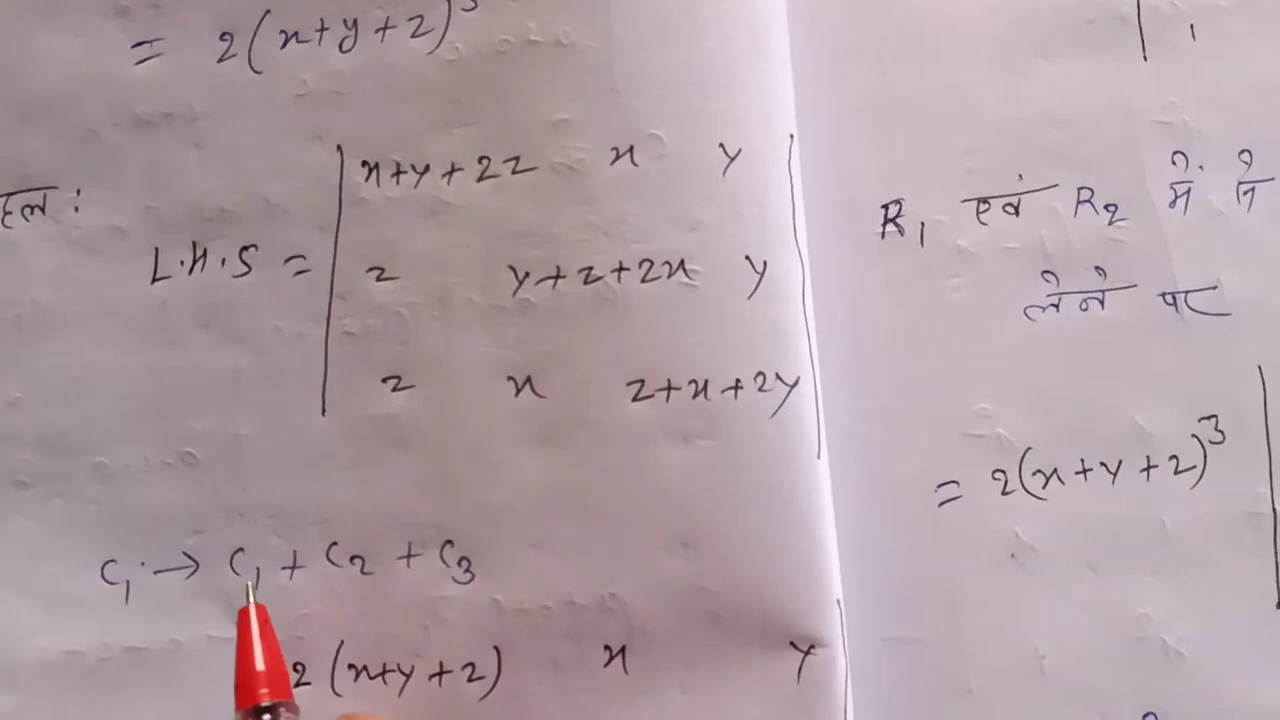 = 2(x+y+z)³
हल :
L.H.S = | x+y+2z x y |
| z y+z+2x y |
| z x z+x+2y |
C₁ → C₁ + C₂ + C₃
2(x+y+z) x y
R₁ एवं R₂ में से
लेने पर
= 2(x+y+z)³ |